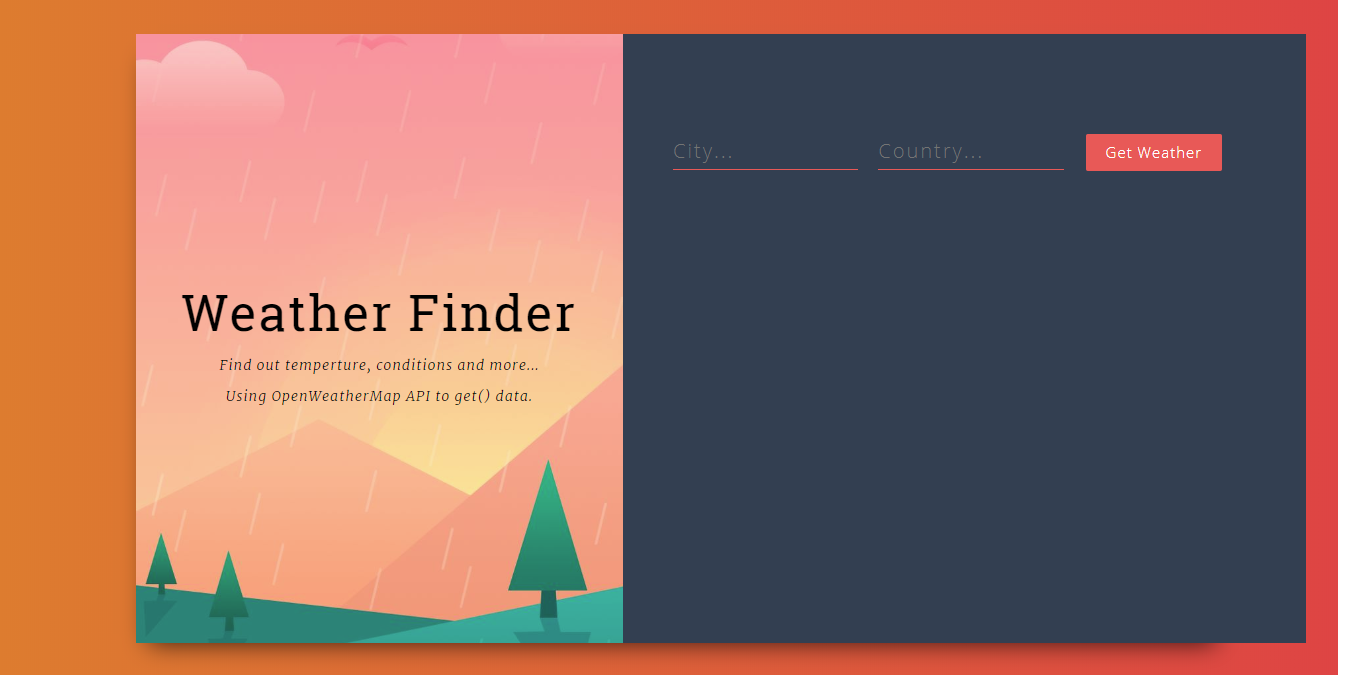 Weather Finder
Find out temperture, conditions and more...
Using OpenWeatherMap API to get() data.
City...
Country...
Get Weather